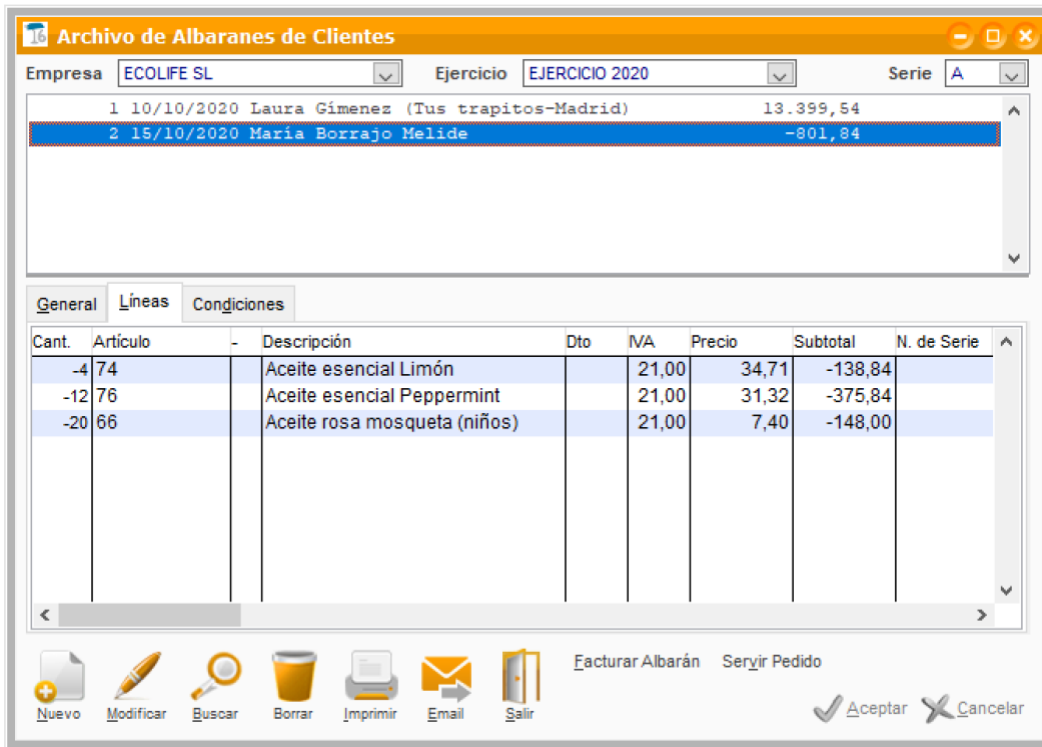 T6 Archivo de Albaranes de Clientes
Empresa ECOLIFE SL Ejercicio EJERCICIO 2020 Serie A
1 10/10/2020 Laura Gímenez (Tus trapitos-Madrid) 13.399,54
2 15/10/2020 María Borrajo Melide -801,84
General Líneas Condiciones
Cant. Artículo - Descripción Dto IVA Precio Subtotal N. de Serie
-4 74 Aceite esencial Limón 21,00 34,71 -138,84
-12 76 Aceite esencial Peppermint 21,00 31,32 -375,84
-20 66 Aceite rosa mosqueta (niños) 21,00 7,40 -148,00
Facturar Albarán Servir Pedido
Nuevo Modificar Buscar Borrar Imprimir Email Salir
Aceptar Cancelar